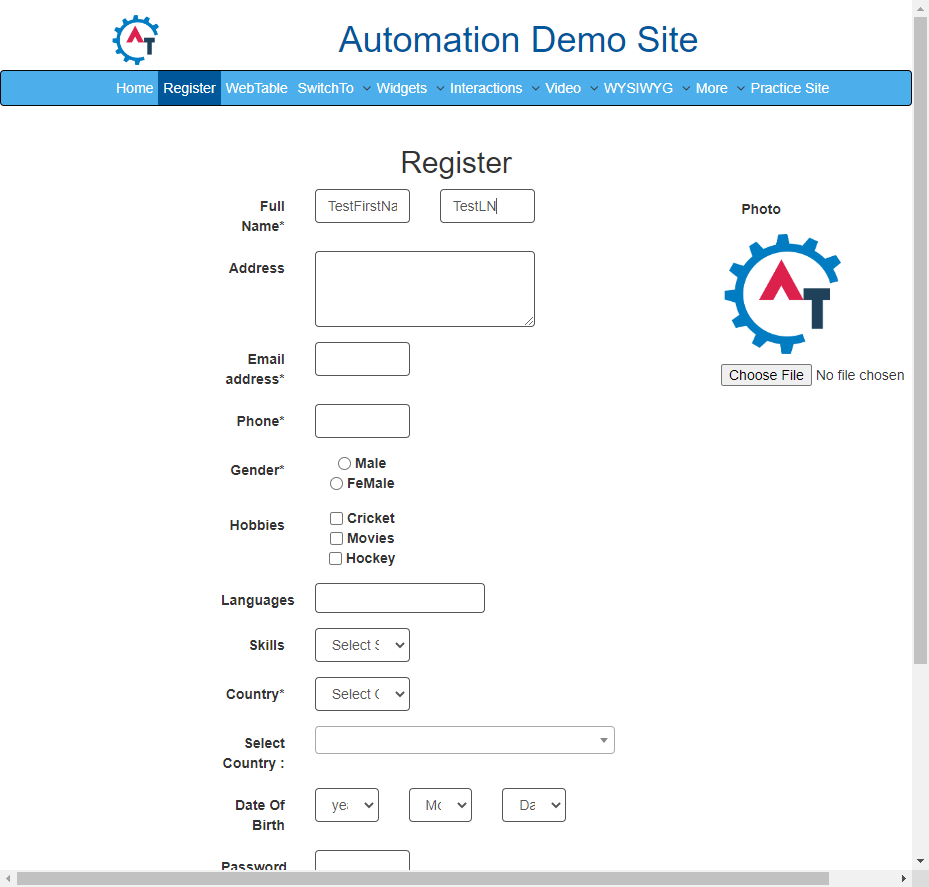 Automation Demo Site
Home Register WebTable SwitchTo Widgets Interactions Video WYSIWYG More Practice Site
Register
Full Name*
TestFirstNa TestLN
Photo
Address
Email address*
Choose File No file chosen
Phone*
Gender*
Male
FeMale
Hobbies
Cricket
Movies
Hockey
Languages
Skills
Select S
Country*
Select C
Select Country :
Date Of Birth
yea Mo Da
Password